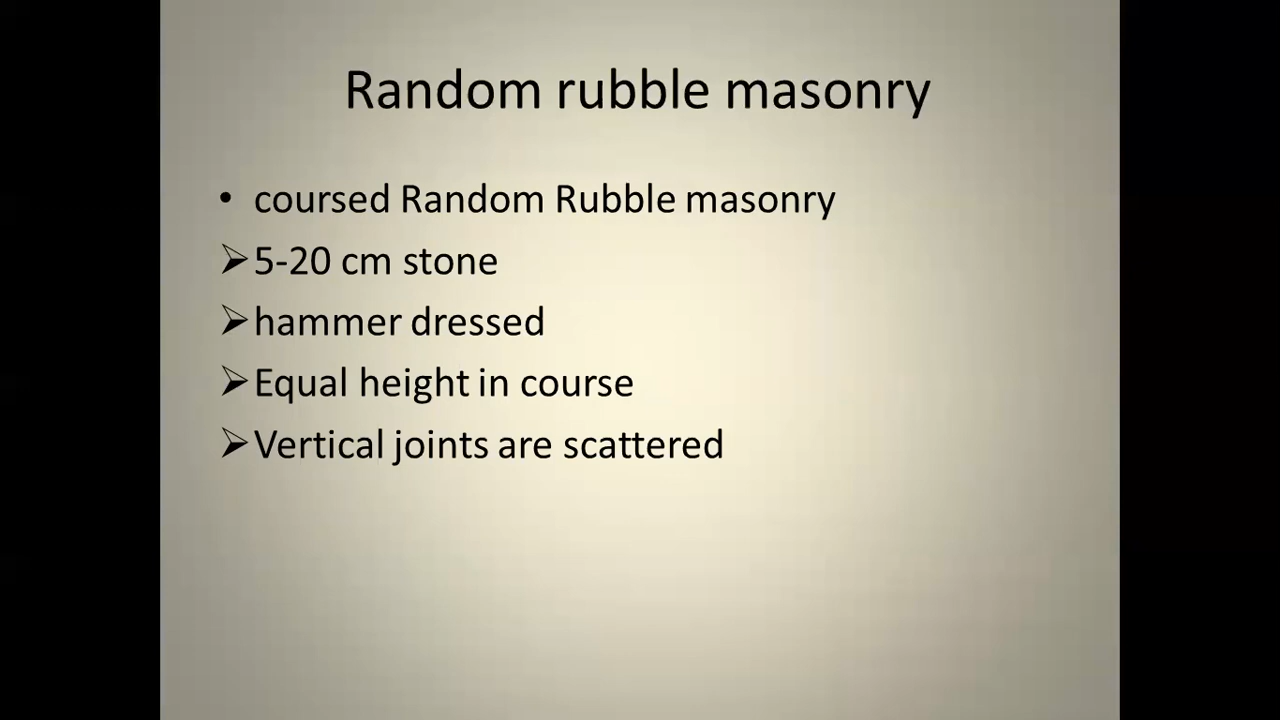 Random rubble masonry
• coursed Random Rubble masonry
➢ 5-20 cm stone
➢ hammer dressed
➢ Equal height in course
➢ Vertical joints are scattered